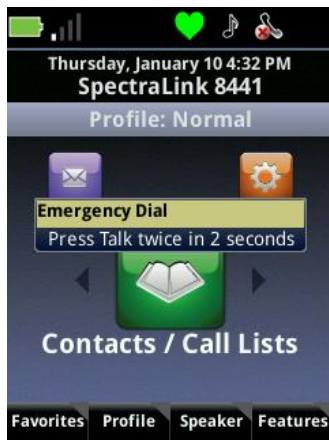 Thursday, January 10 4:32 PM
SpectraLink 8441
Profile: Normal
Emergency Dial
Press Talk twice in 2 seconds
Contacts / Call Lists
Favorites Profile Speaker Features